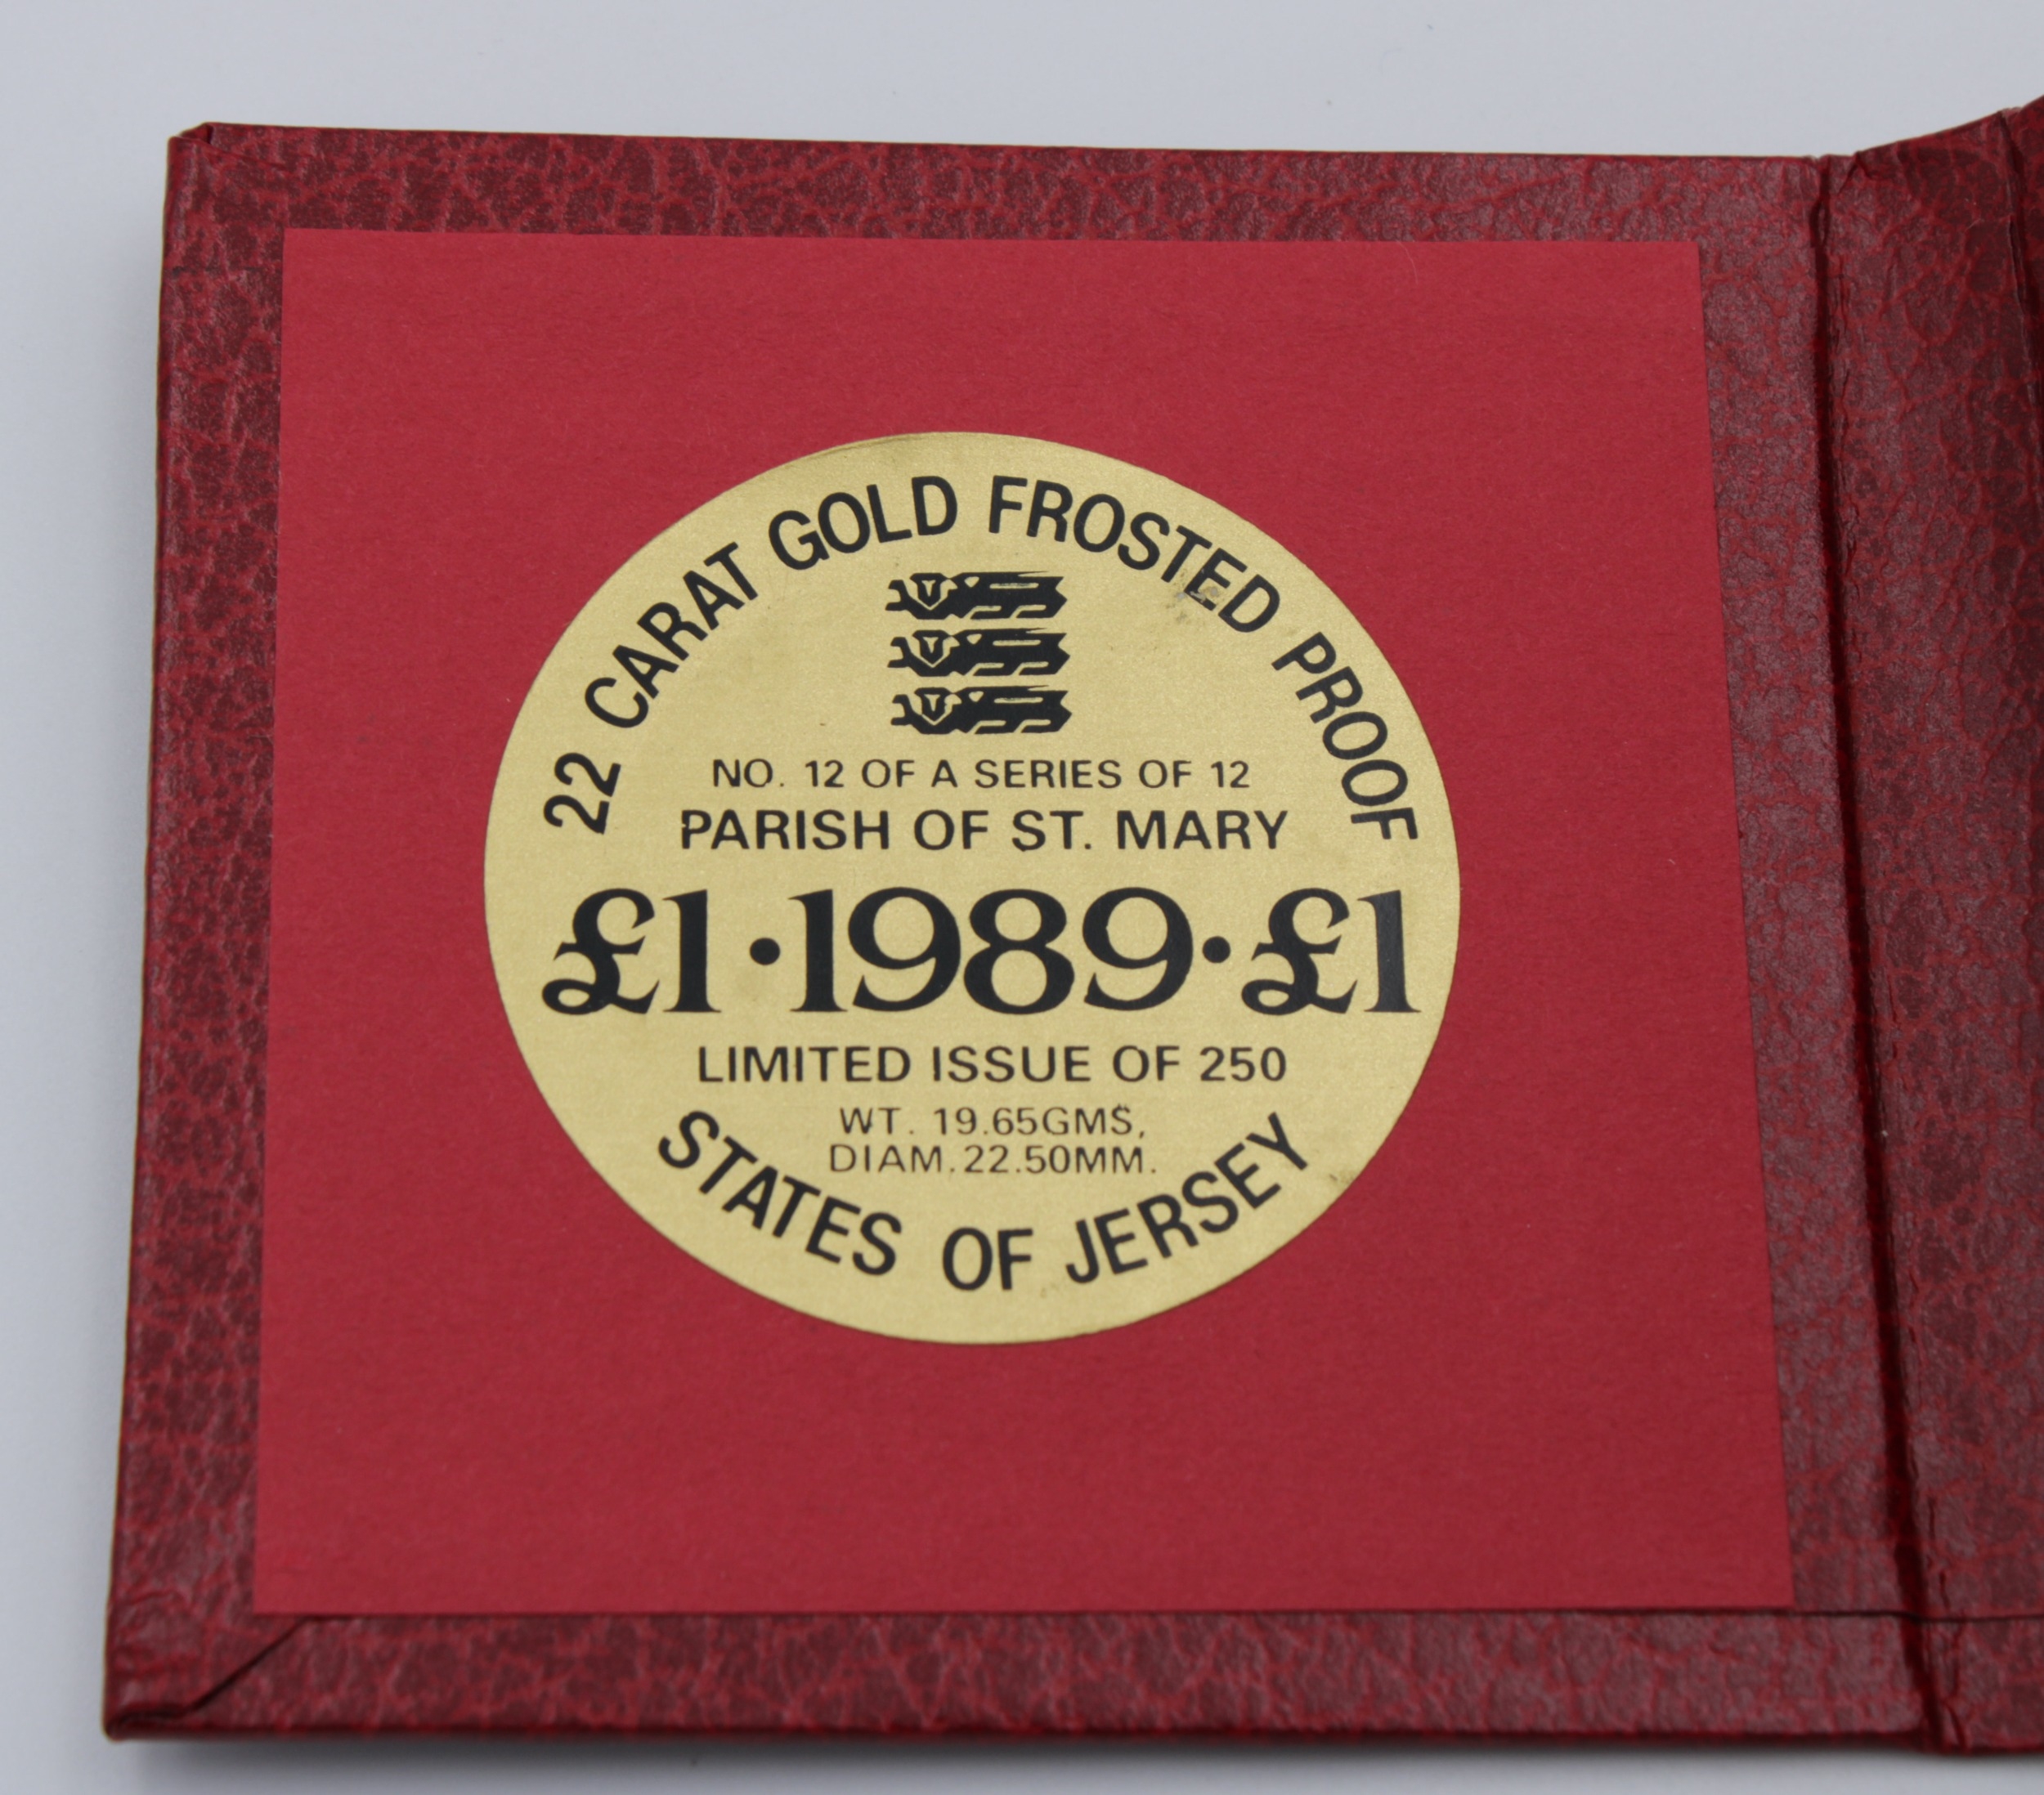 22 CARAT GOLD FROSTED PROOF
NO. 12 OF A SERIES OF 12
PARISH OF ST. MARY
£1·1989·£1
LIMITED ISSUE OF 250
WT. 19.65GMS,
DIAM.22.50MM.
STATES OF JERSEY